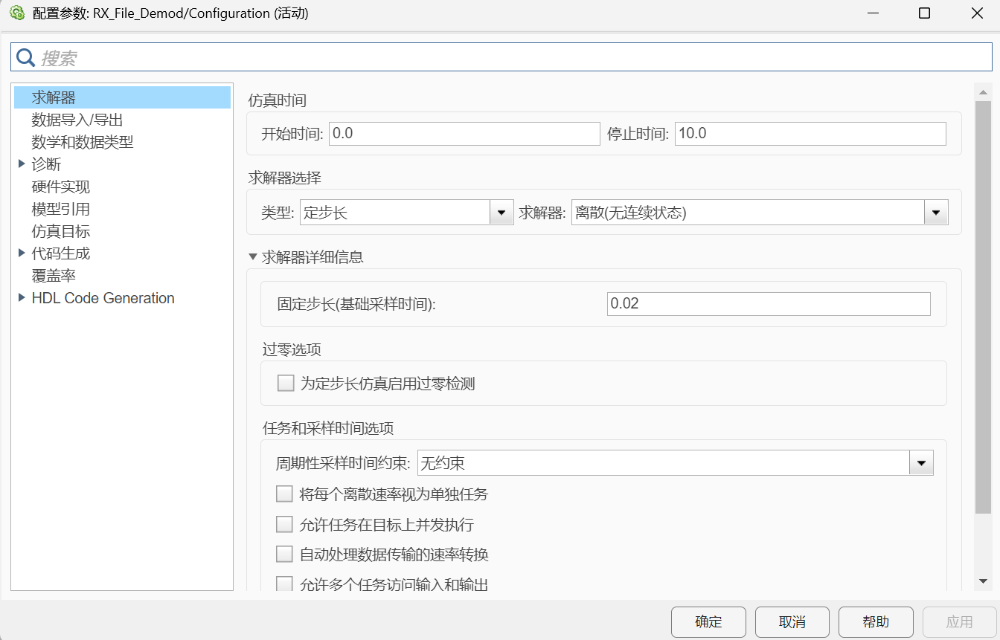 配置参数: RX_File_Demod/Configuration (活动)
搜索
求解器
数据导入/导出
数学和数据类型
诊断
硬件实现
模型引用
仿真目标
代码生成
覆盖率
HDL Code Generation
仿真时间
开始时间: 0.0 停止时间: 10.0
求解器选择
类型: 定步长 求解器: 离散(无连续状态)
求解器详细信息
固定步长(基础采样时间): 0.02
过零选项
为定步长仿真启用过零检测
任务和采样时间选项
周期性采样时间约束: 无约束
将每个离散速率视为单独任务
允许任务在目标上并发执行
自动处理数据传输的速率转换
允许多个任务访问输入和输出
确定 取消 帮助 应用